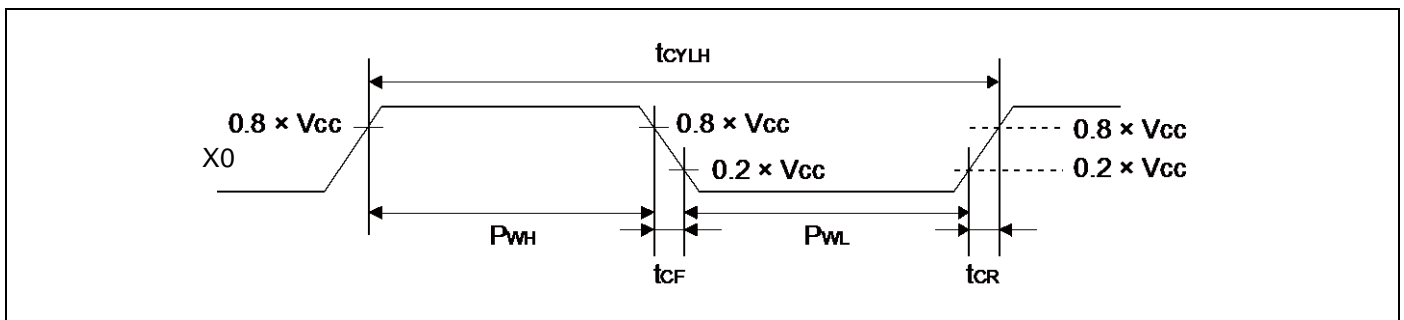 tCYLH
0.8 × Vcc
0.8 × Vcc
0.8 × Vcc
X0
0.2 × Vcc
0.2 × Vcc
PWH
PWL
tCF
tCR